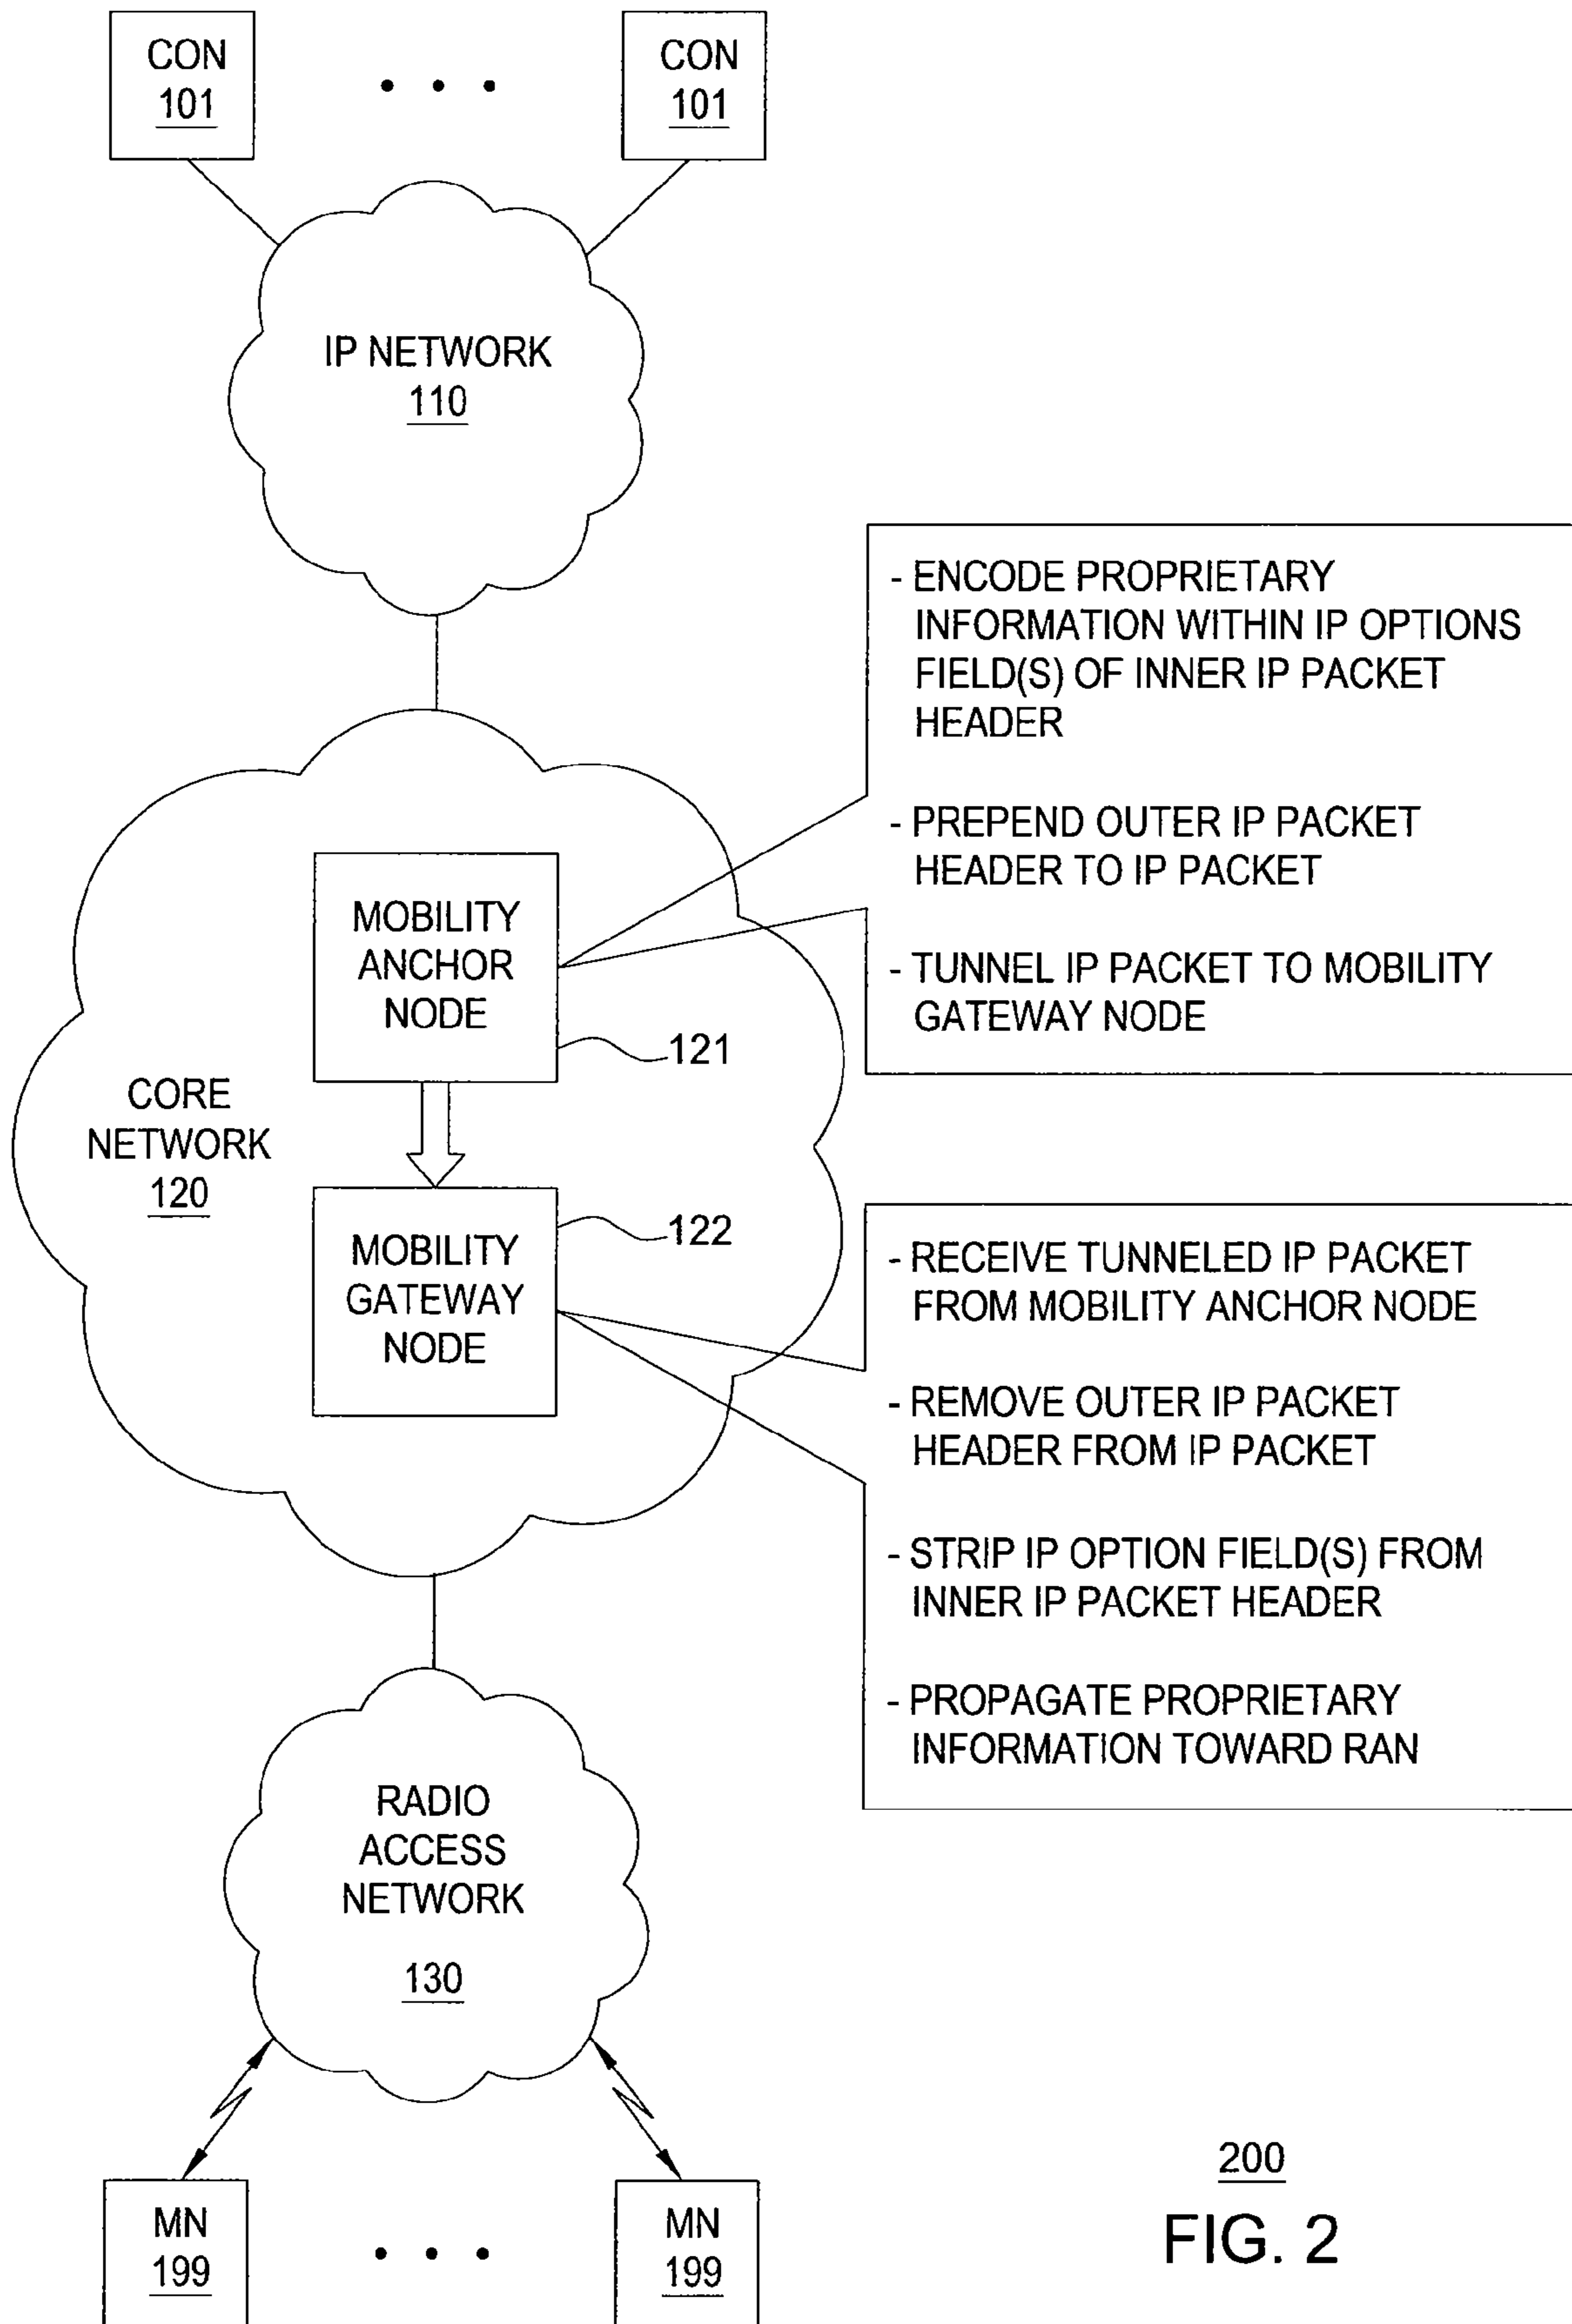 CON
101
CON
101
IP NETWORK
110
- ENCODE PROPRIETARY
INFORMATION WITHIN IP OPTIONS
FIELD(S) OF INNER IP PACKET
HEADER
- PREPEND OUTER IP PACKET
HEADER TO IP PACKET
- TUNNEL IP PACKET TO MOBILITY
GATEWAY NODE
MOBILITY
ANCHOR
NODE
121
CORE
NETWORK
120
MOBILITY
GATEWAY
NODE
122
- RECEIVE TUNNELED IP PACKET
FROM MOBILITY ANCHOR NODE
- REMOVE OUTER IP PACKET
HEADER FROM IP PACKET
- STRIP IP OPTION FIELD(S) FROM
INNER IP PACKET HEADER
- PROPAGATE PROPRIETARY
INFORMATION TOWARD RAN
RADIO
ACCESS
NETWORK
130
MN
199
MN
199
200
FIG. 2